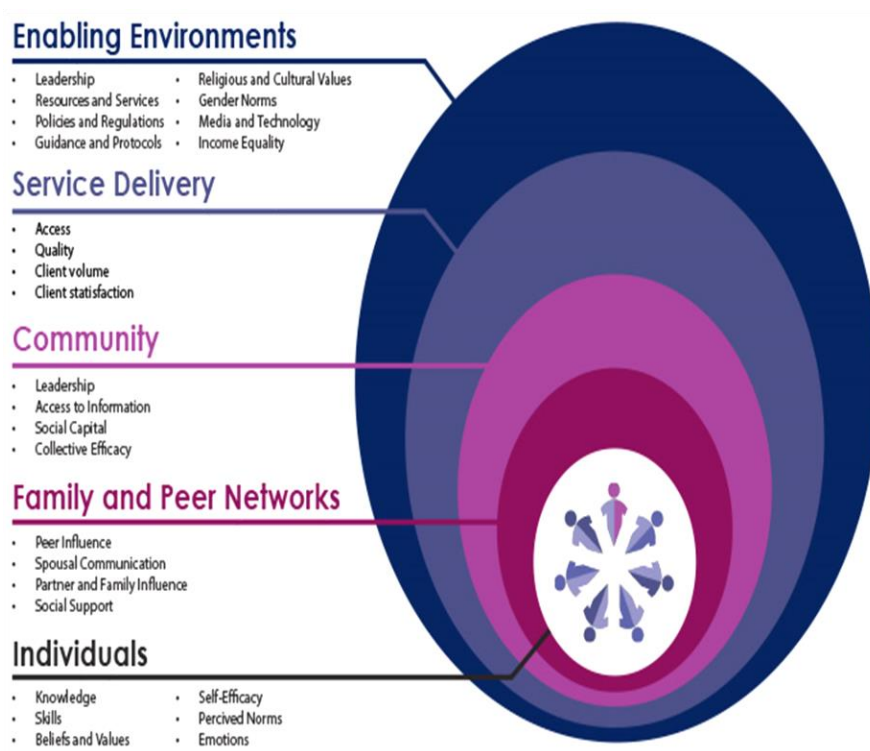 Enabling Environments
• Leadership
• Resources and Services
• Policies and Regulations
• Guidance and Protocols
• Religious and Cultural Values
• Gender Norms
• Media and Technology
• Income Equality
Service Delivery
• Access
• Quality
• Client volume
• Client statisfaction
Community
• Leadership
• Access to Information
• Social Capital
• Collective Efficacy
Family and Peer Networks
• Peer Influence
• Spousal Communication
• Partner and Family Influence
• Social Support
Individuals
• Knowledge
• Skills
• Beliefs and Values
• Self-Efficacy
• Percived Norms
• Emotions